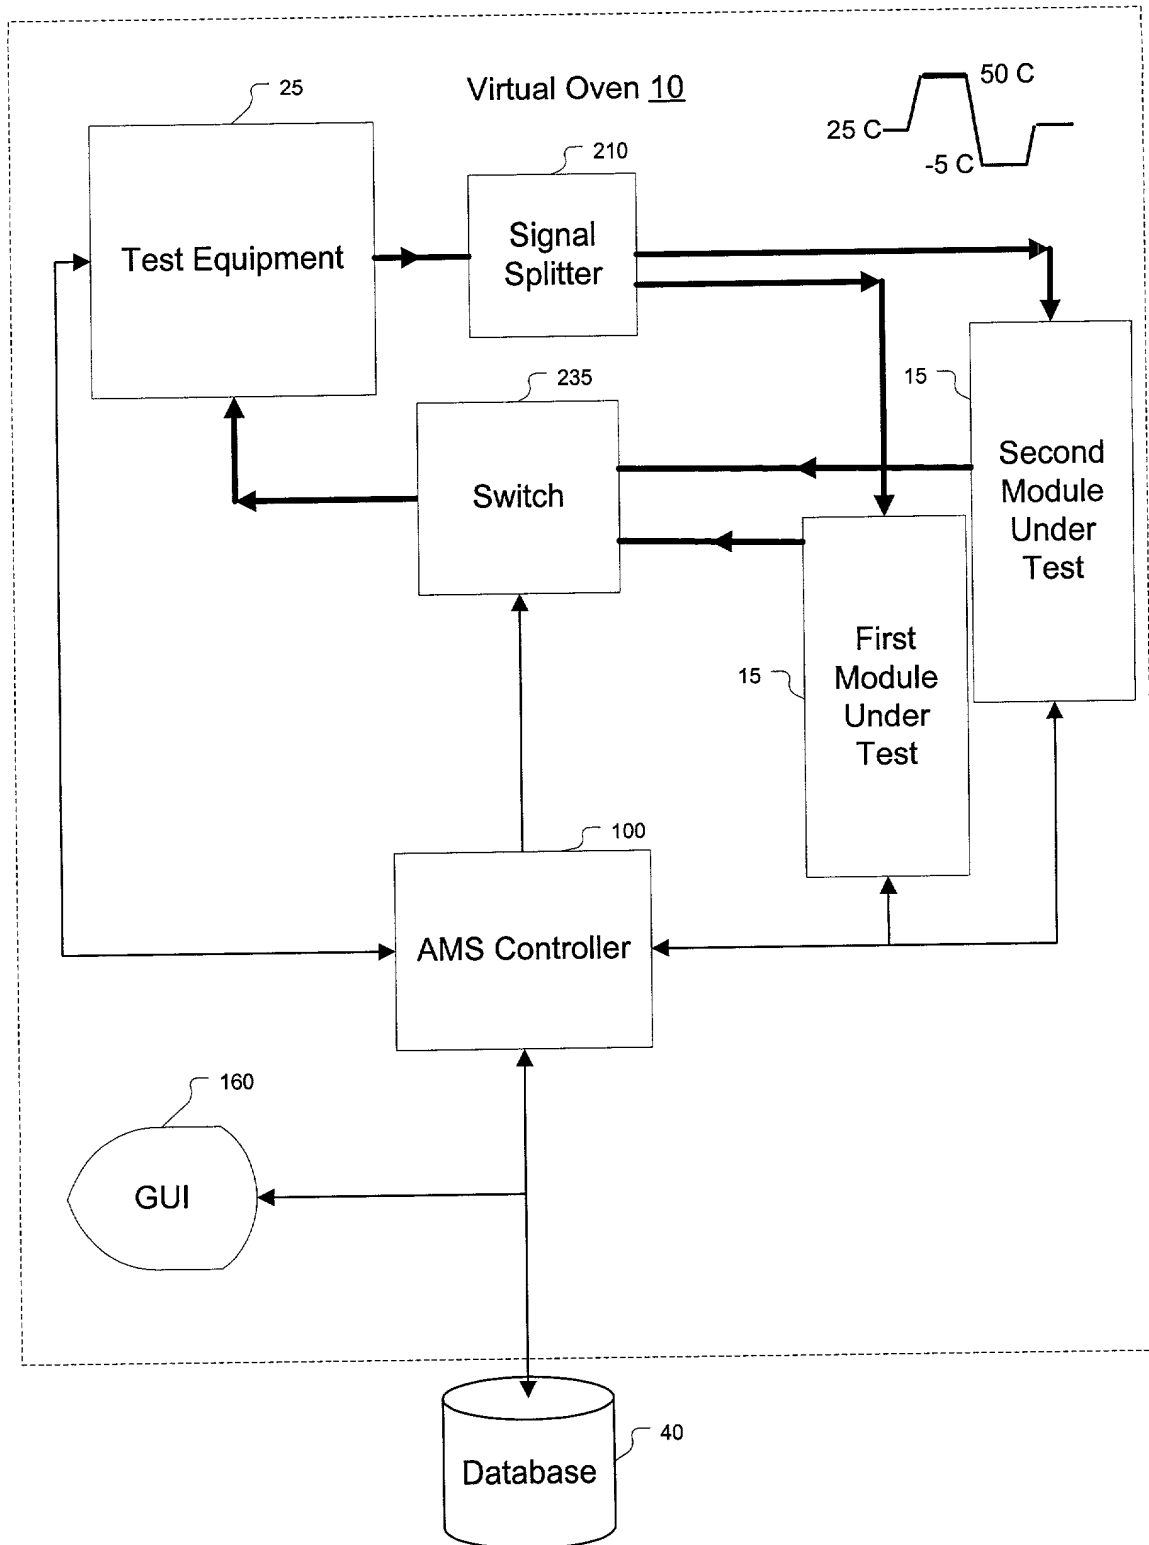 25
Virtual Oven 10
50 C
25 C
-5 C
210
Test Equipment
Signal
Splitter
235
15
Switch
Second
Module
Under
Test
15
First
Module
Under
Test
100
AMS Controller
160
GUI
40
Database